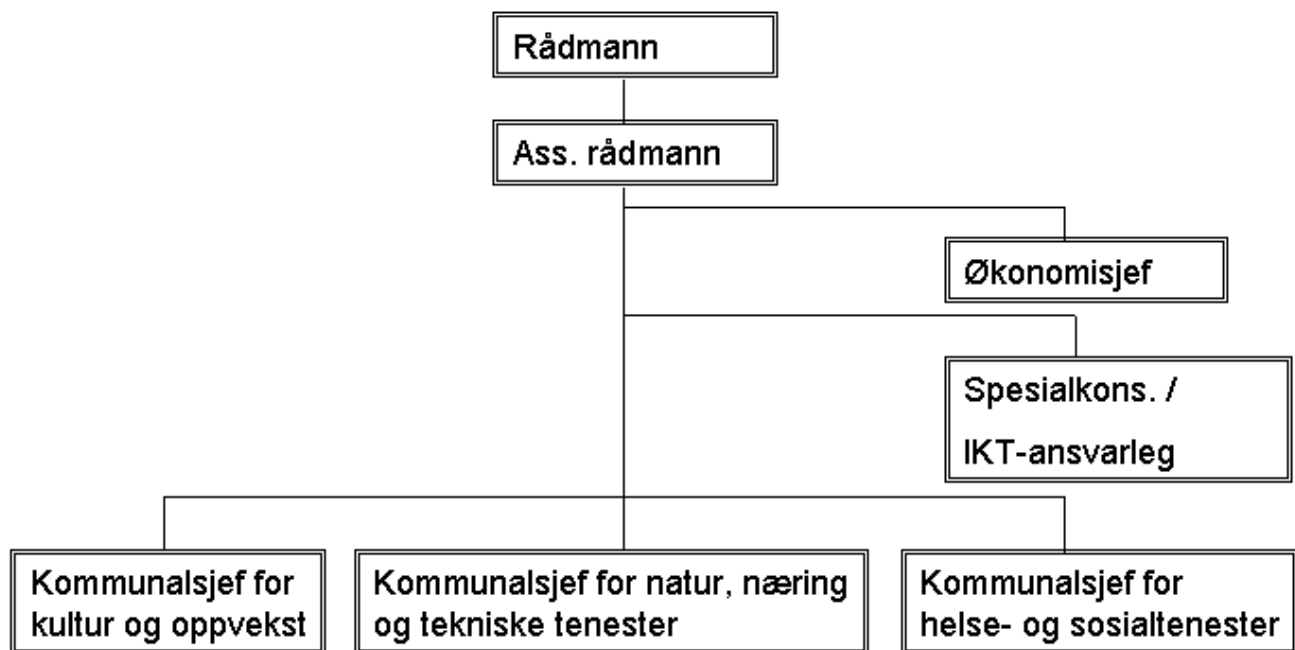 Rådmann
Ass. rådmann
Økonomisjef
Spesialkons. /
IKT-ansvarleg
Kommunalsjef for
kultur og oppvekst
Kommunalsjef for natur, næring
og tekniske tenester
Kommunalsjef for
helse- og sosialtenester